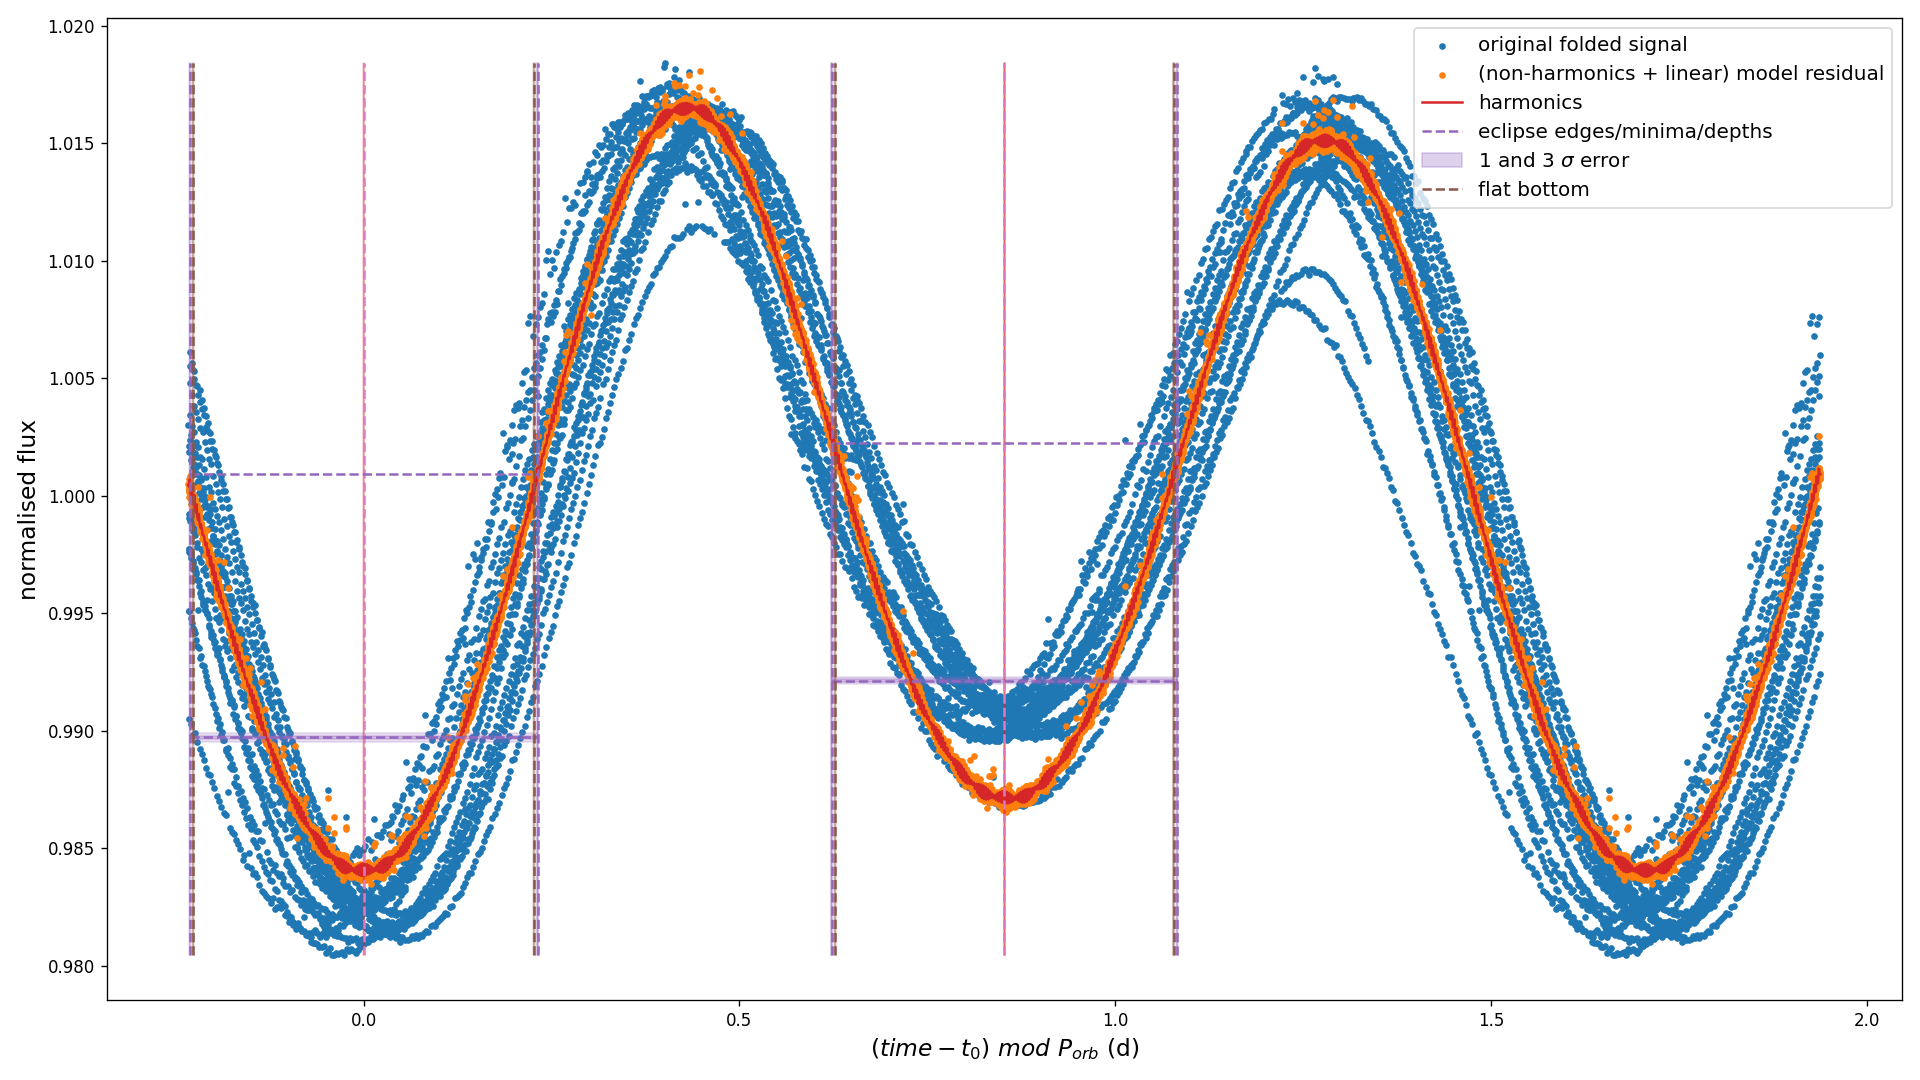 1.020
1.015
1.010
1.005
1.000
0.995
0.990
0.985
0.980
normalised flux
0.0
0.5
1.0
1.5
2.0
(time − t₀) mod P_orb (d)
original folded signal
(non-harmonics + linear) model residual
harmonics
eclipse edges/minima/depths
1 and 3 σ error
flat bottom